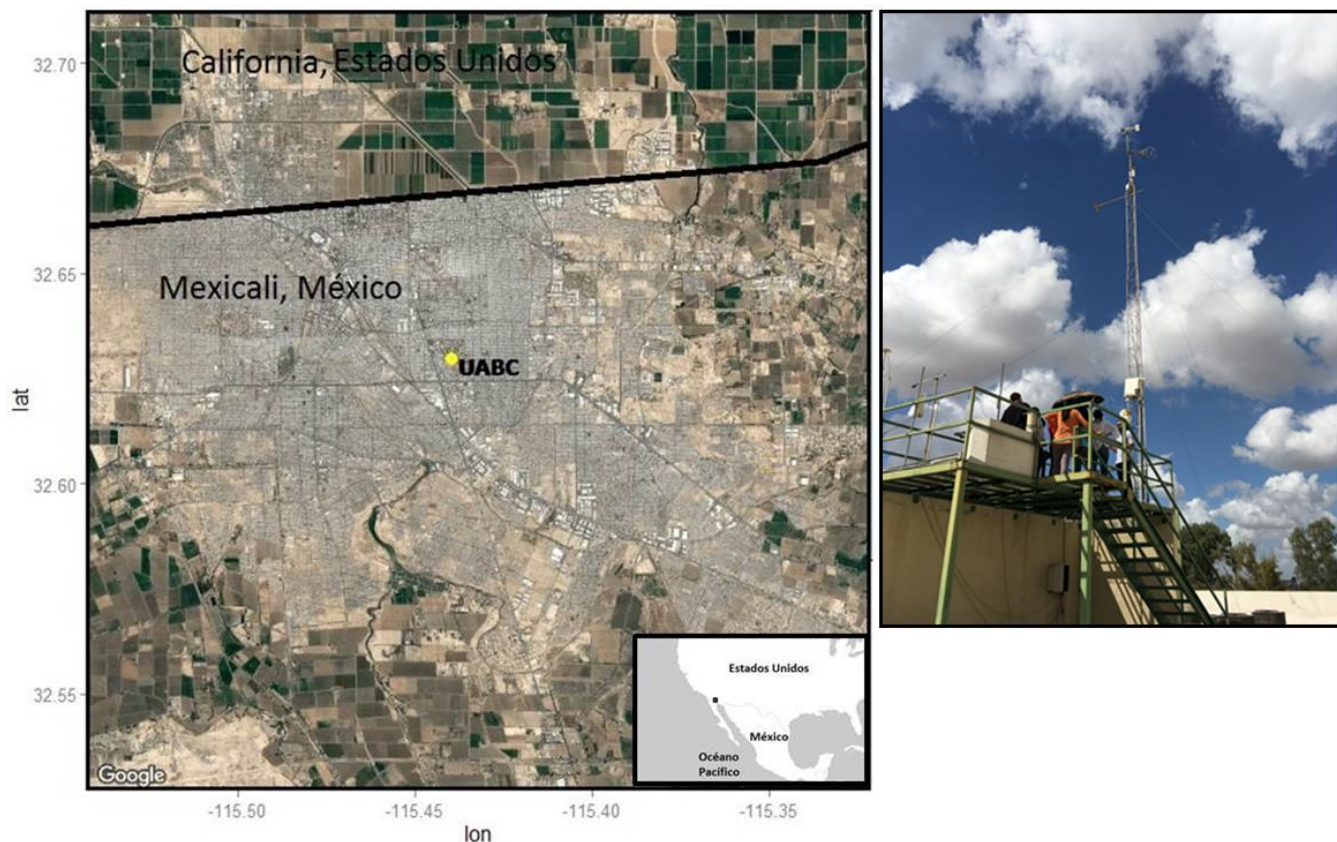 California, Estados Unidos
Mexicali, México
UABC
Google
Estados Unidos
México
Océano
Pacífico
32.70
32.65
32.60
32.55
lat
-115.50
-115.45
-115.40
-115.35
lon